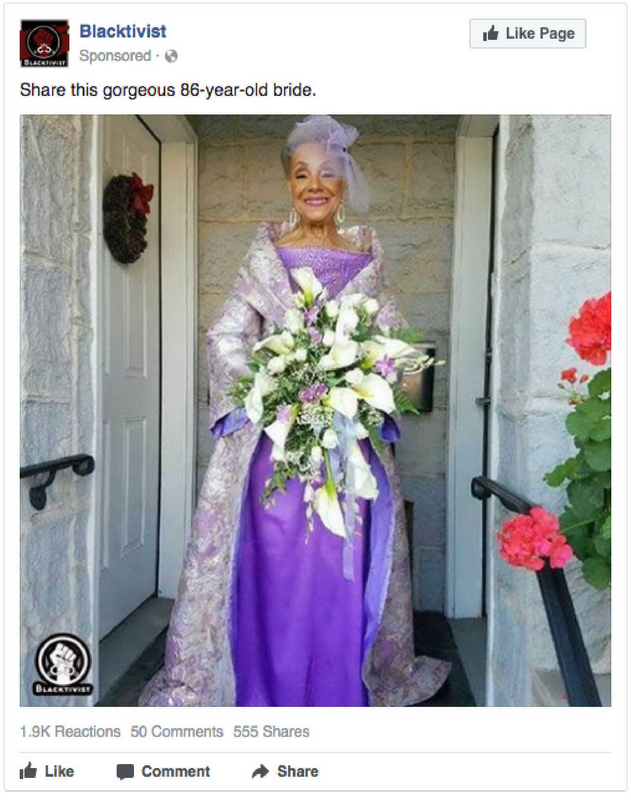 Blacktivist
Like Page
Sponsored ·
BLACKTIVIST
Share this gorgeous 86-year-old bride.
BLACKTIVIST
1.9K Reactions 50 Comments 555 Shares
Like Comment Share